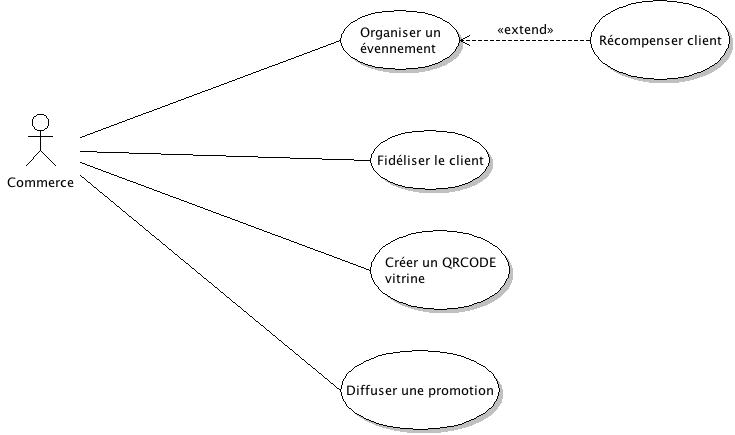 Organiser un
évennement
«extend»
Récompenser client
Commerce
Fidéliser le client
Créer un QRCODE
vitrine
Diffuser une promotion